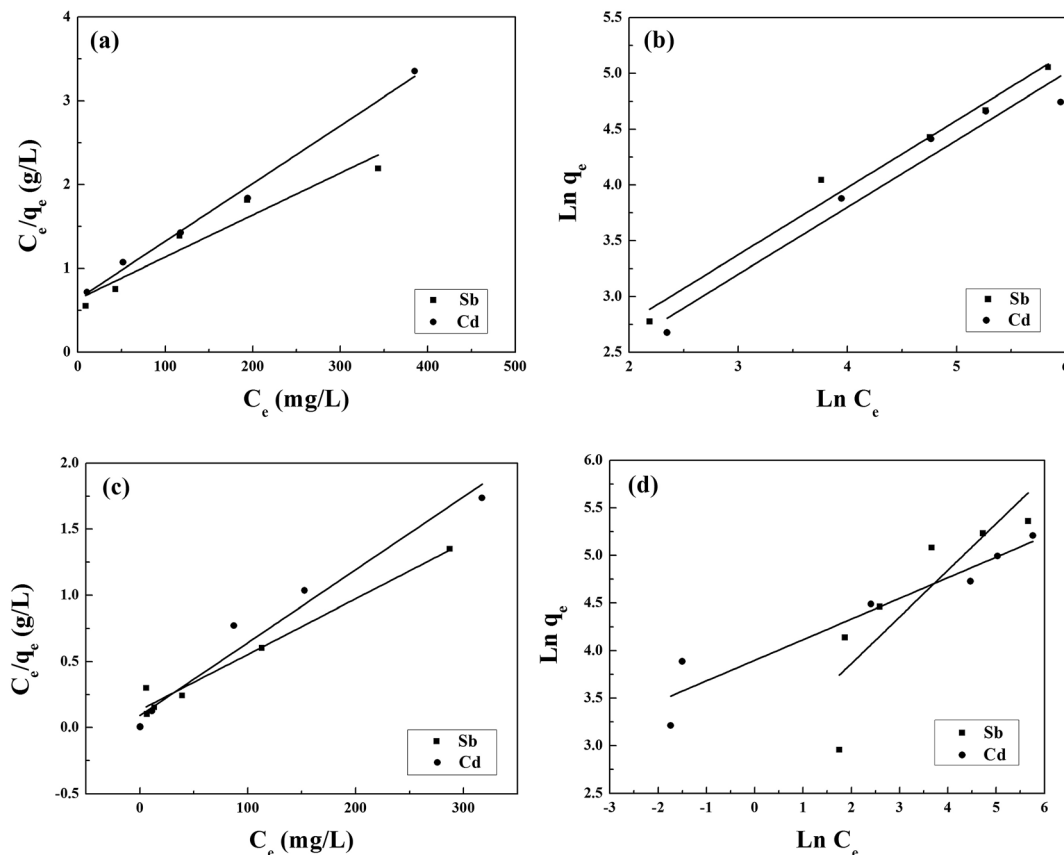 (a)
4
3
2
1
0
0 100 200 300 400 500
C_e/q_e (g/L)
C_e (mg/L)
Sb
Cd
(b)
5.0
4.5
4.0
3.5
3.0
2.5
2 3 4 5 6
Ln q_e
Ln C_e
Sb
Cd
(c)
2.0
1.5
1.0
0.5
0.0
-0.5
0 100 200 300
C_e/q_e (g/L)
C_e (mg/L)
Sb
Cd
(d)
6.0
5.5
5.0
4.5
4.0
3.5
3.0
2.5
-3 -2 -1 0 1 2 3 4 5 6
Ln q_e
Ln C_e
Sb
Cd